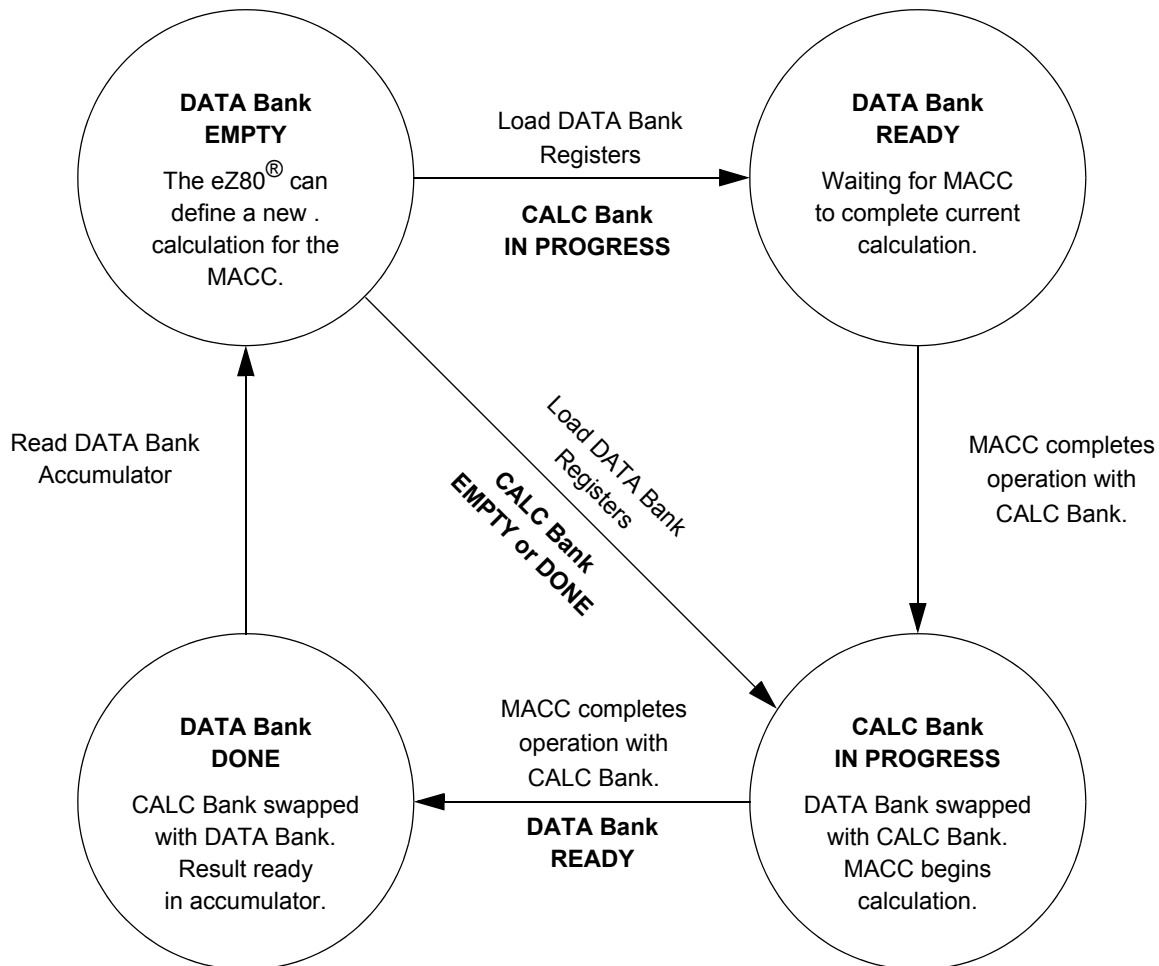 DATA Bank
EMPTY
The eZ80® can
define a new .
calculation for the
MACC.
Load DATA Bank
Registers
CALC Bank
IN PROGRESS
DATA Bank
READY
Waiting for MACC
to complete current
calculation.
Read DATA Bank
Accumulator
Load DATA Bank
Registers
CALC Bank
EMPTY or DONE
MACC completes
operation with
CALC Bank.
DATA Bank
DONE
CALC Bank swapped
with DATA Bank.
Result ready
in accumulator.
MACC completes
operation with
CALC Bank.
DATA Bank
READY
CALC Bank
IN PROGRESS
DATA Bank swapped
with CALC Bank.
MACC begins
calculation.